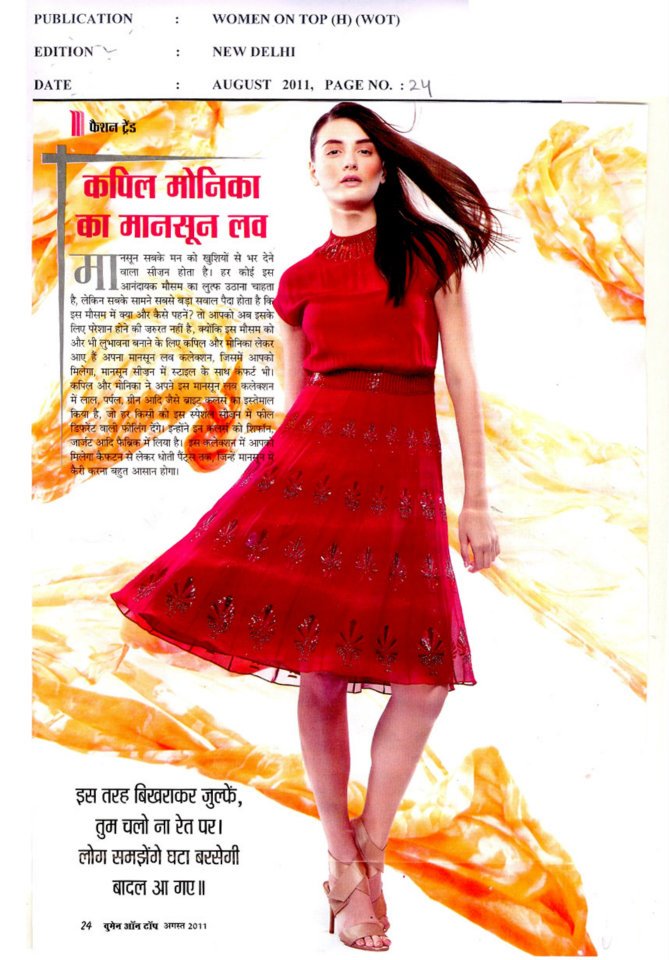 PUBLICATION : WOMEN ON TOP (H) (WOT)
EDITION : NEW DELHI
DATE : AUGUST 2011, PAGE NO. : 24
फैशन ट्रेंड
कपिल मोनिका
का मानसून लव
मानसून सबके मन को खुशियों से भर देने
वाला सीजन होता है। हर कोई इस
आनंदायक मौसम का लुत्फ उठाना चाहता
है, लेकिन सबके सामने सबसे बड़ा सवाल पैदा होता है कि
इस मौसम में क्या और कैसे पहनें? तो आपको अब इसके
लिए परेशान होने की जरुरत नहीं है, क्योंकि इस मौसम को
और भी लुभावना बनाने के लिए कपिल और मोनिका लेकर
आए हैं अपना मानसून लव कलेक्शन, जिसमें आपको
मिलेगा, मानसून सीजन में स्टाइल के साथ कंफर्ट भी।
कपिल और मोनिका ने अपने इस मानसून लव कलेक्शन
में लाल, पर्पल, ग्रीन आदि जैसे ब्राइट कलर्स का इस्तेमाल
किया है, जो हर किसी को इस स्पेशल सीजन में फील
डिफरेंट वाली फीलिंग देंगे। इन्होंने इन कलर्स को शिफॉन,
जार्जट आदि फैब्रिक में लिया है। इस कलेक्शन में आपको
मिलेगा कैफ्टन से लेकर धोती पैंट्स तक, जिन्हें मानसून में
कैरी करना बहुत आसान होगा।
इस तरह बिखराकर जुल्फें,
तुम चलो ना रेत पर।
लोग समझेंगे घटा बरसेगी
बादल आ गए॥
24 वुमेन ऑन टॉप अगस्त 2011